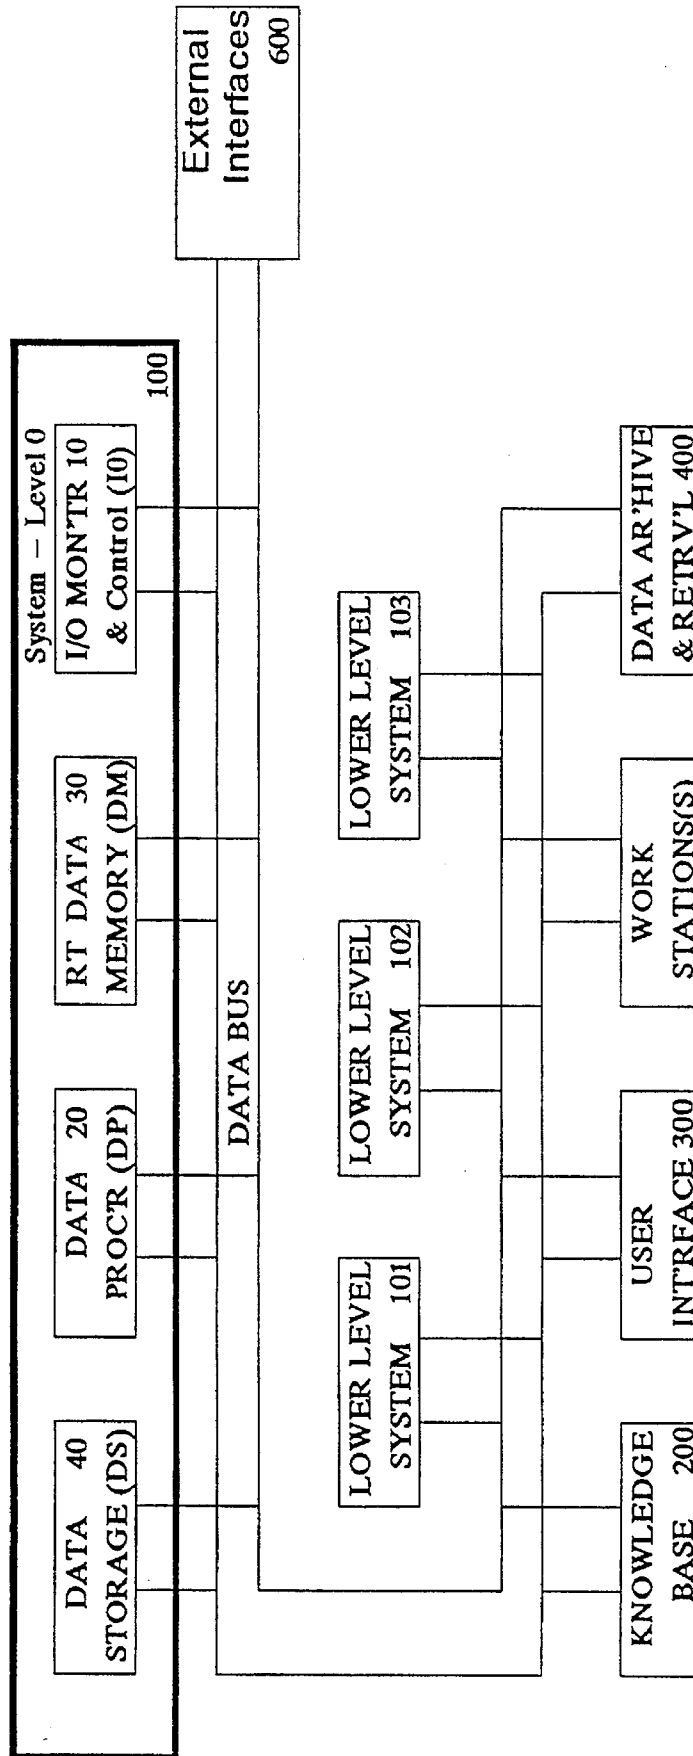 System – Level 0
DATA 40
STORAGE (DS)
DATA 20
PROC'R (DP)
RT DATA 30
MEMORY (DM)
I/O MON'TR 10
& Control (I0)
100
DATA BUS
External
Interfaces
600
LOWER LEVEL
SYSTEM 101
LOWER LEVEL
SYSTEM 102
LOWER LEVEL
SYSTEM 103
KNOWLEDGE
BASE 200
USER
INT'RFACE 300
WORK
STATIONS(S)
DATA AR'HIVE
& RETRV'L 400